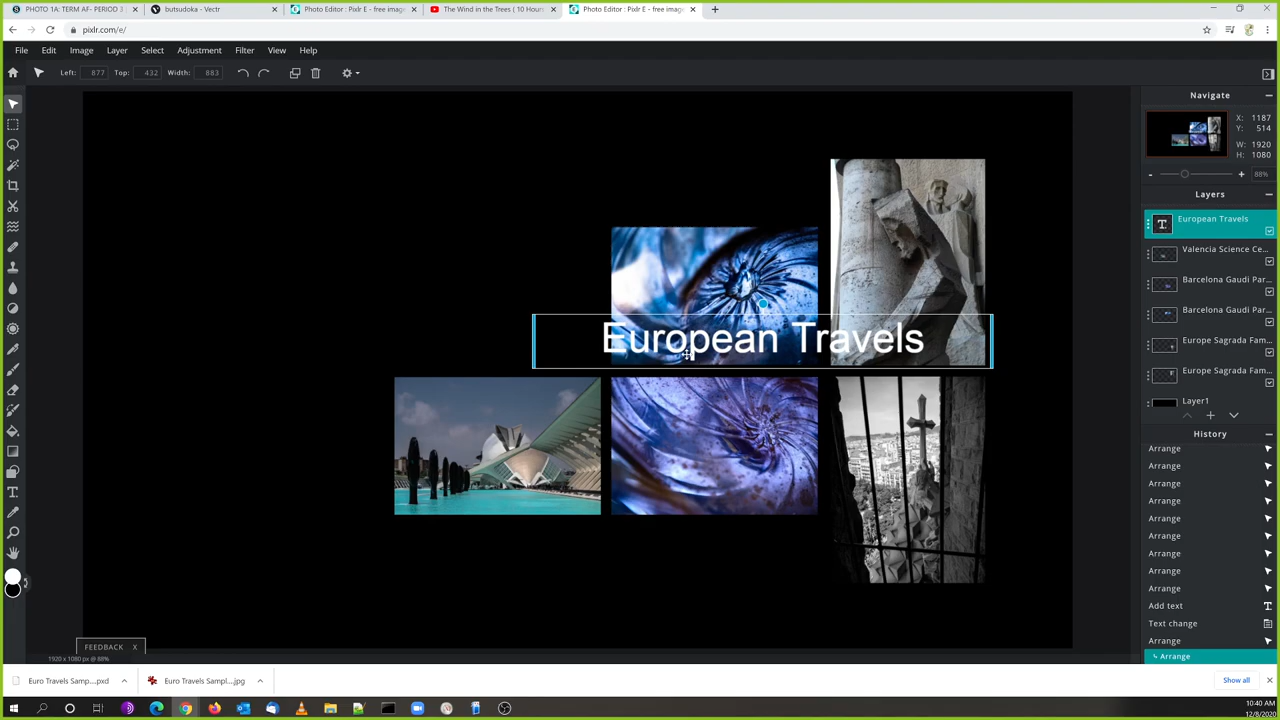 PHOTO 1A: TERM AF- PERIOD 3
butsudoka - Vectr
Photo Editor : Pixlr E - free imag
The Wind in the Trees ( 10 Hours
Photo Editor : Pixlr E - free imag
pixlr.com/e/
File Edit Image Layer Select Adjustment Filter View Help
Left: 877 Top: 432 Width: 883
Navigate
X: 1187
Y: 514
W: 1920
H: 1080
88%
Layers
European Travels
Valencia Science Ce...
Barcelona Gaudi Par...
Barcelona Gaudi Par...
Europe Sagrada Fam...
Europe Sagrada Fam...
Layer1
European Travels
History
Arrange
Arrange
Arrange
Arrange
Arrange
Arrange
Arrange
Arrange
Arrange
Add text
Text change
Arrange
Arrange
FEEDBACK X
1920 x 1080 px @ 88%
Euro Travels Samp....pxd
Euro Travels Sampl....jpg
Show all
10:40 AM
12/8/2020